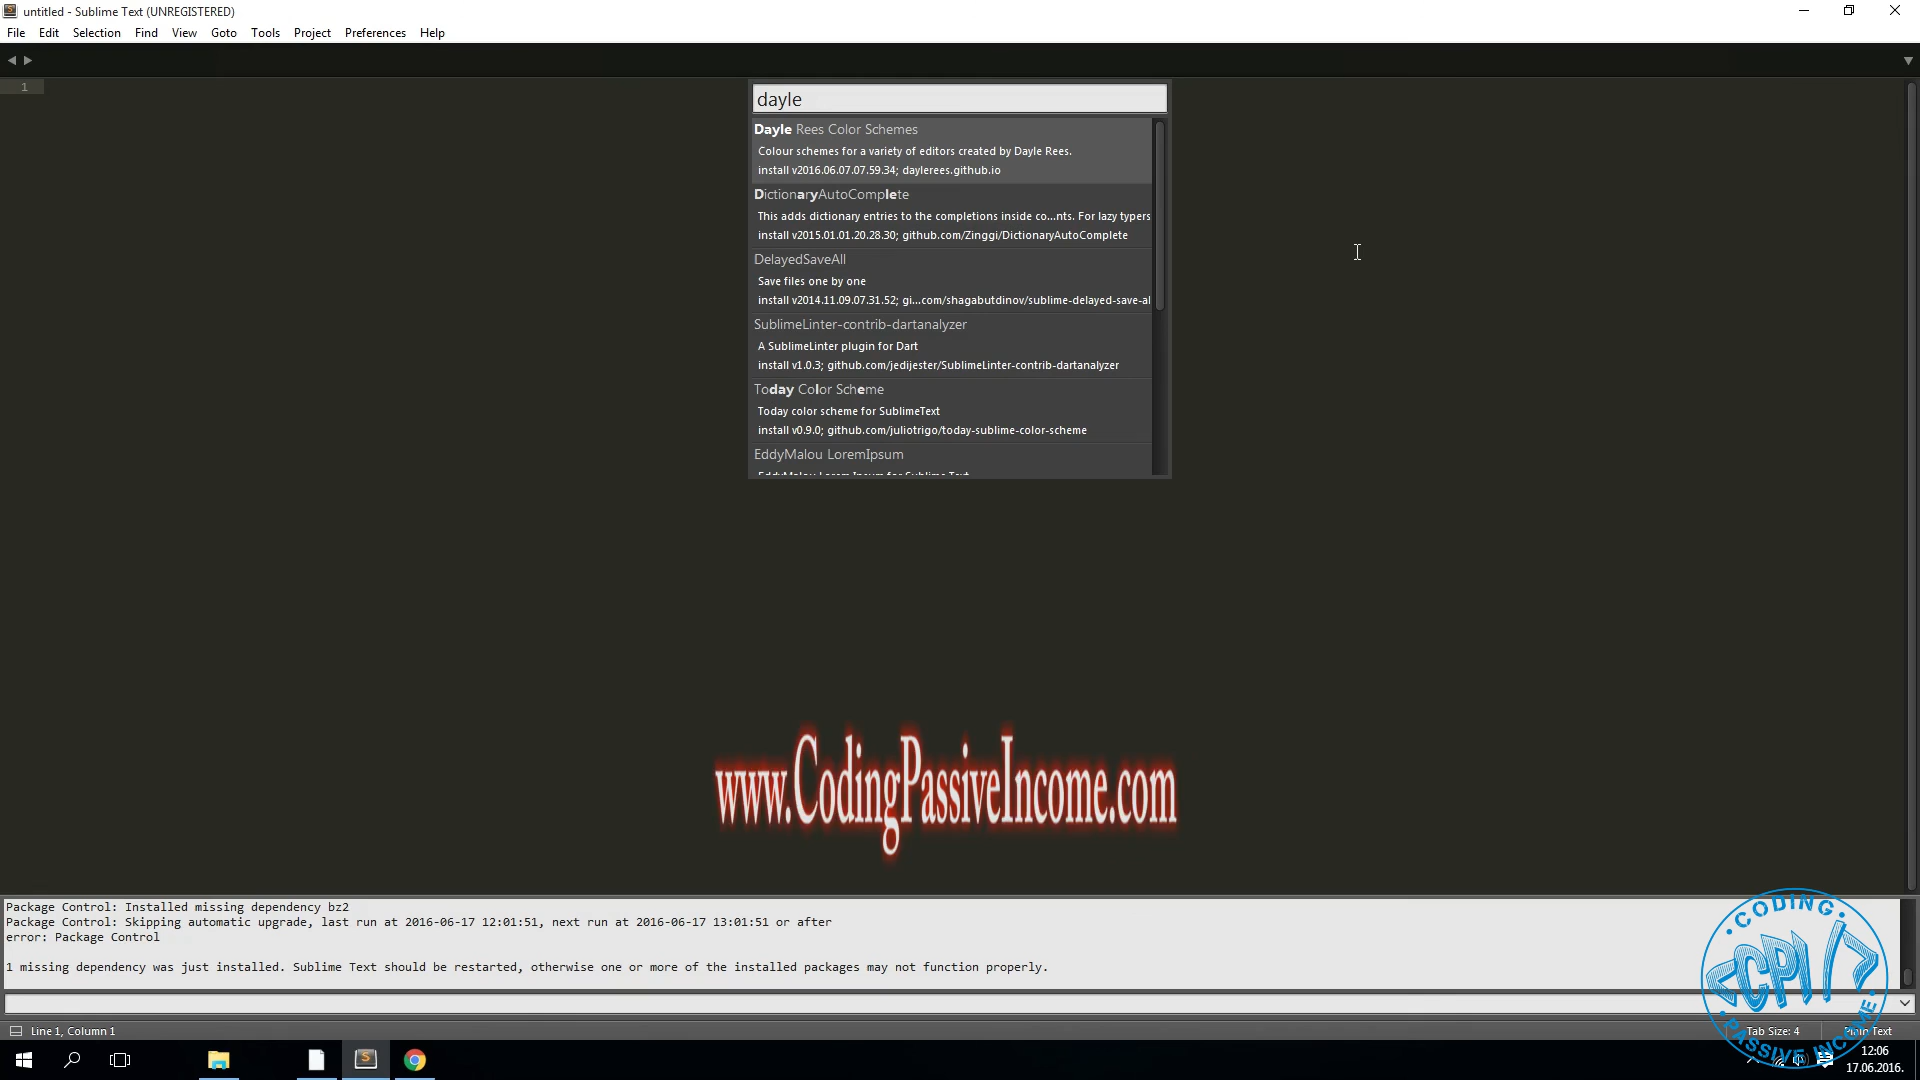 untitled - Sublime Text (UNREGISTERED)
File Edit Selection Find View Goto Tools Project Preferences Help
1
dayle
Dayle Rees Color Schemes
Colour schemes for a variety of editors created by Dayle Rees.
install v2016.06.07.07.59.34; daylerees.github.io
DictionaryAutoComplete
This adds dictionary entries to the completions inside co...nts. For lazy typers
install v2015.01.01.20.28.30; github.com/Zinggi/DictionaryAutoComplete
DelayedSaveAll
Save files one by one
install v2014.11.09.07.31.52; gi...com/shagabutdinov/sublime-delayed-save-al
SublimeLinter-contrib-dartanalyzer
A SublimeLinter plugin for Dart
install v1.0.3; github.com/jedijester/SublimeLinter-contrib-dartanalyzer
Today Color Scheme
Today color scheme for SublimeText
install v0.9.0; github.com/juliotrigo/today-sublime-color-scheme
EddyMalou LoremIpsum
EddyMalou Lorem Ipsum for Sublime Text
www.CodingPassiveIncome.com
Package Control: Installed missing dependency bz2
Package Control: Skipping automatic upgrade, last run at 2016-06-17 12:01:51, next run at 2016-06-17 13:01:51 or after
error: Package Control
1 missing dependency was just installed. Sublime Text should be restarted, otherwise one or more of the installed packages may not function properly.
CODING
<CPI/>
PASSIVE INCOME
Line 1, Column 1
Tab Size: 4
Plain Text
12:06
17.06.2016.